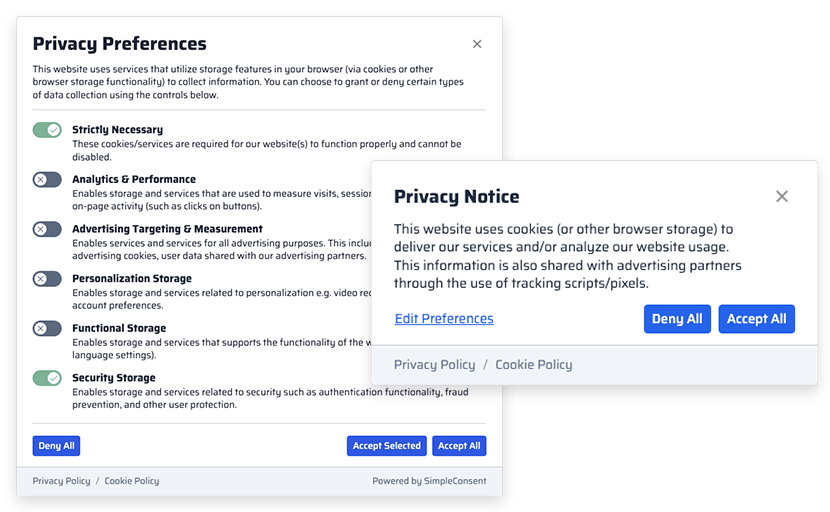 Privacy Preferences
This website uses services that utilize storage features in your browser (via cookies or other
browser storage functionality) to collect information. You can choose to grant or deny certain types
of data collection using the controls below.
Strictly Necessary
These cookies/services are required for our website(s) to function properly and cannot be
disabled.
Analytics & Performance
Enables storage and services that are used to measure visits,
on-page activity (such as clicks on buttons).
Advertising Targeting & Measurement
Enables services and services for all advertising purposes. This
advertising cookies, user data shared with our advertising partners.
Personalization Storage
Enables storage and services related to personalization e.g. video
account preferences.
Functional Storage
Enables storage and services that supports the functionality of the
language settings).
Security Storage
Enables storage and services related to security such as authentication functionality, fraud
prevention, and other user protection.
Deny All
Accept Selected
Accept All
Privacy Policy / Cookie Policy
Powered by SimpleConsent
Privacy Notice
This website uses cookies (or other browser storage) to
deliver our services and/or analyze our website usage.
This information is also shared with advertising partners
through the use of tracking scripts/pixels.
Edit Preferences
Deny All
Accept All
Privacy Policy / Cookie Policy